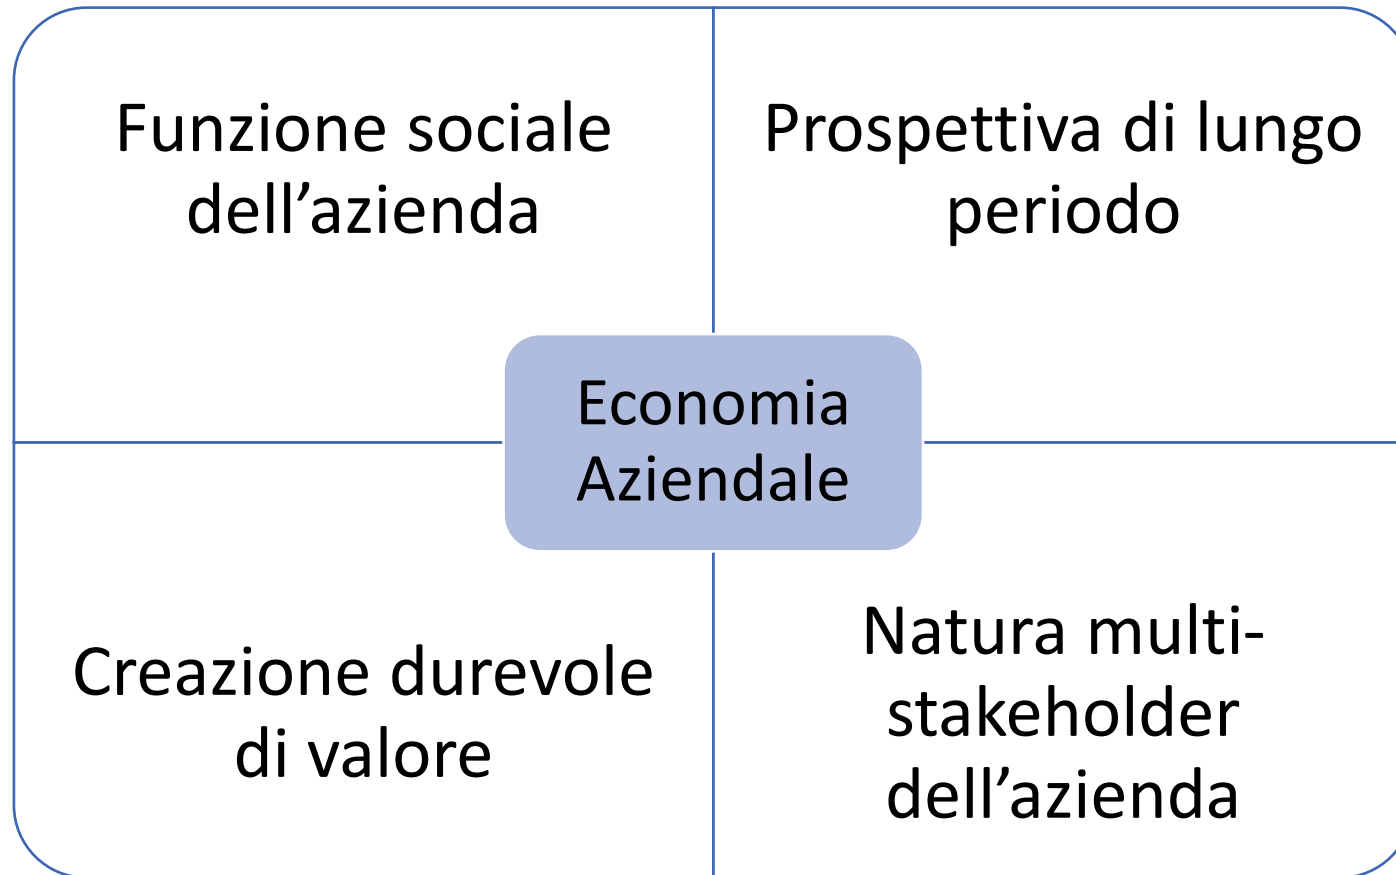 Funzione sociale
dell’azienda
Prospettiva di lungo
periodo
Economia
Aziendale
Creazione durevole
di valore
Natura multi-
stakeholder
dell’azienda